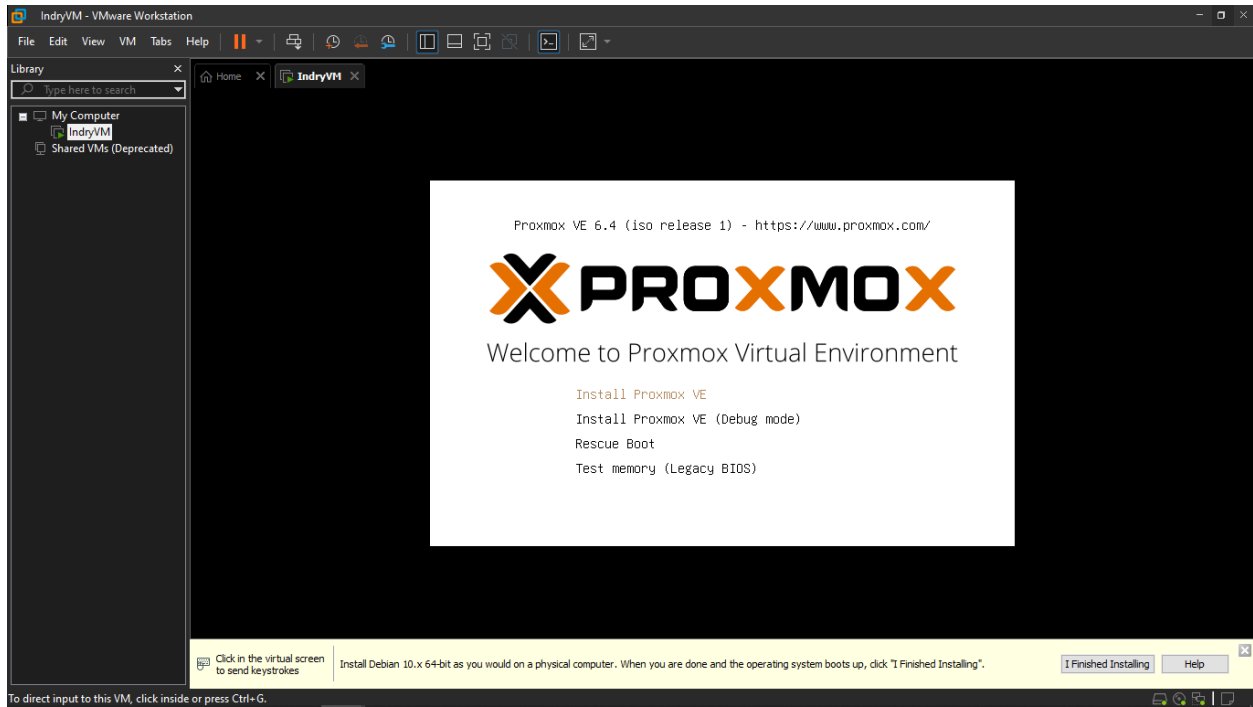 IndryVM - VMware Workstation
File Edit View VM Tabs Help
Library
Type here to search
My Computer
IndryVM
Shared VMs (Deprecated)
Home
IndryVM
Proxmox VE 6.4 (iso release 1) - https://www.proxmox.com/
PROXMOX
Welcome to Proxmox Virtual Environment
Install Proxmox VE
Install Proxmox VE (Debug mode)
Rescue Boot
Test memory (Legacy BIOS)
Click in the virtual screen
to send keystrokes
Install Debian 10.x 64-bit as you would on a physical computer. When you are done and the operating system boots up, click "I Finished Installing".
I Finished Installing
Help
To direct input to this VM, click inside or press Ctrl+G.